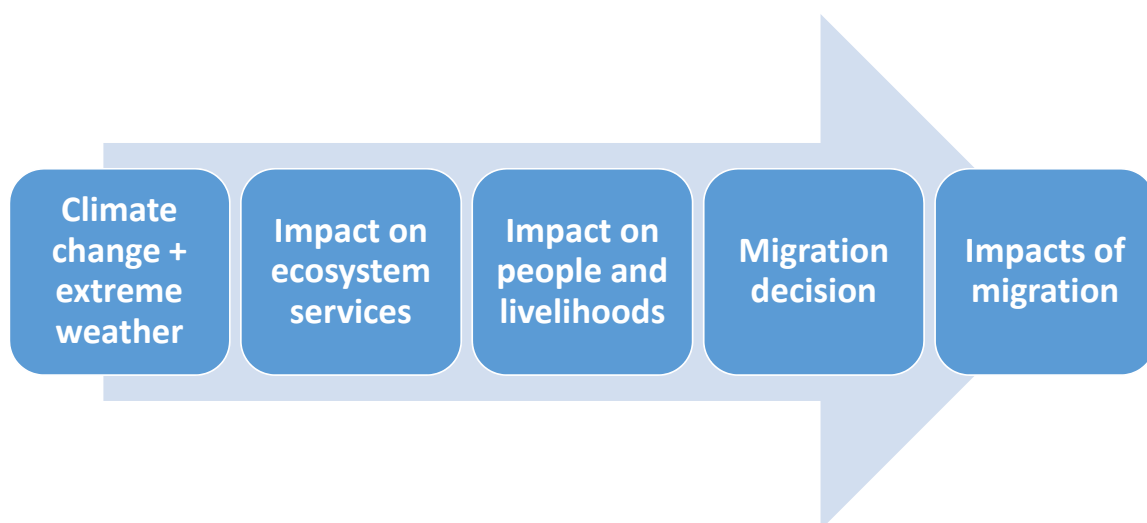 Climate
change +
extreme
weather
Impact on
ecosystem
services
Impact on
people and
livelihoods
Migration
decision
Impacts of
migration